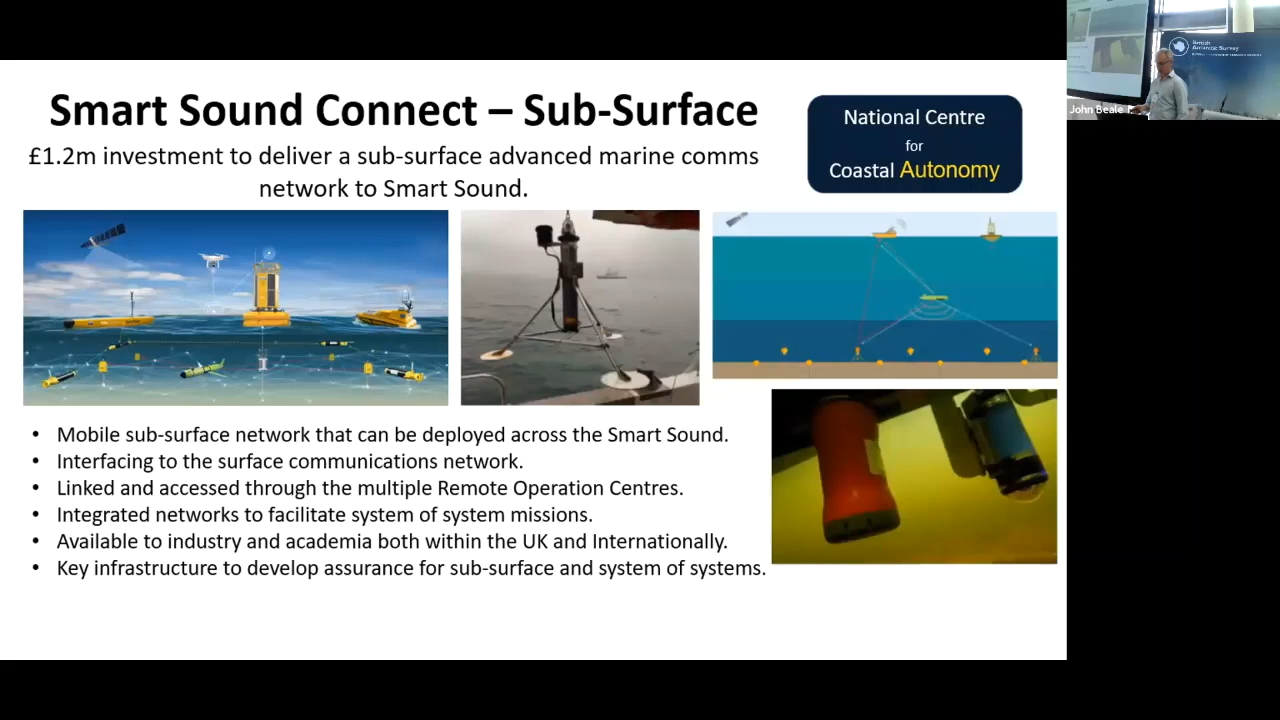 Smart Sound Connect – Sub-Surface
£1.2m investment to deliver a sub-surface advanced marine comms
network to Smart Sound.
National Centre
for
Coastal Autonomy
• Mobile sub-surface network that can be deployed across the Smart Sound.
• Interfacing to the surface communications network.
• Linked and accessed through the multiple Remote Operation Centres.
• Integrated networks to facilitate system of system missions.
• Available to industry and academia both within the UK and Internationally.
• Key infrastructure to develop assurance for sub-surface and system of systems.
British
Antarctic Survey
John Beale